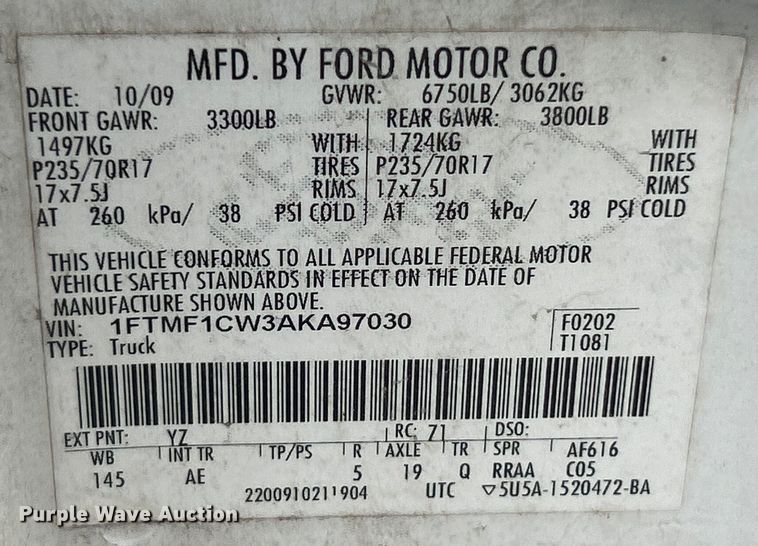 MFD. BY FORD MOTOR CO.
DATE: 10/09 GVWR: 6750LB/ 3062KG
FRONT GAWR: 3300LB REAR GAWR: 3800LB
1497KG WITH 1724KG WITH
P235/70R17 TIRES P235/70R17 TIRES
17x7.5J RIMS 17x7.5J RIMS
AT 260 kPa/ 38 PSI COLD AT 260 kPa/ 38 PSI COLD
THIS VEHICLE CONFORMS TO ALL APPLICABLE FEDERAL MOTOR
VEHICLE SAFETY STANDARDS IN EFFECT ON THE DATE OF
MANUFACTURE SHOWN ABOVE.
VIN: 1FTMF1CW3AKA97030 F0202
TYPE: Truck T1081
EXT PNT: YZ RC: 71 DSO:
WB INT TR TP/PS R AXLE TR SPR AF616
145 AE 5 19 Q RRAA C05
2200910211904 UTC ▽5U5A-1520472-BA
Purple Wave Auction